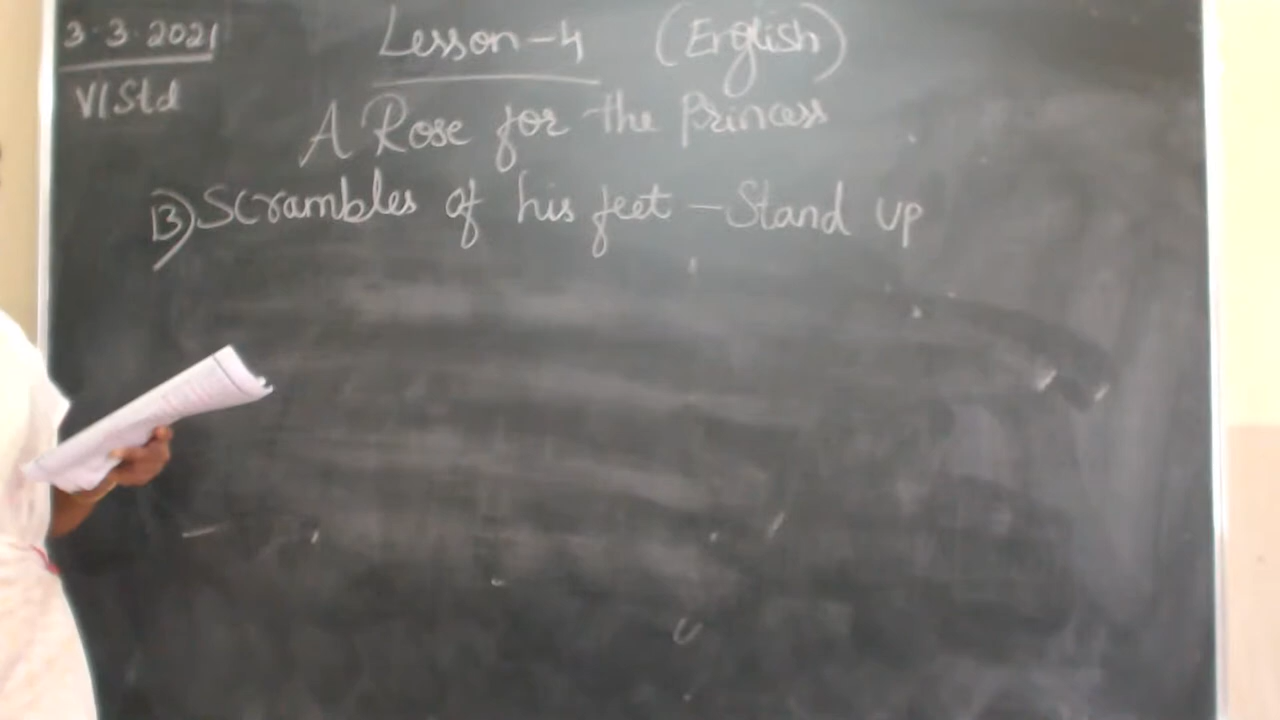 3.3.2021
VI Std
Lesson-4 (English)
A Rose for the Princess
13) Scrambles of his feet - Stand up